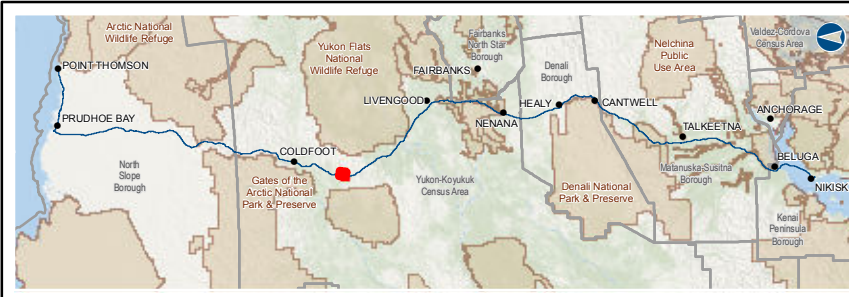 Arctic National
Wildlife Refuge
Yukon Flats
National
Wildlife Refuge
Fairbanks
North Star
Borough
Denali
Borough
Nelchina
Public
Use Area
Valdez-Cordova
Census Area
POINT THOMSON
FAIRBANKS
LIVENGOOD
HEALY
CANTWELL
ANCHORAGE
PRUDHOE BAY
NENANA
TALKEETNA
COLDFOOT
BELUGA
North
Slope
Borough
Gates of the
Arctic National
Park & Preserve
Yukon-Koyukuk
Census Area
Denali National
Park & Preserve
Matanuska-Susitna
Borough
NIKISK
Kenai
Peninsula
Borough